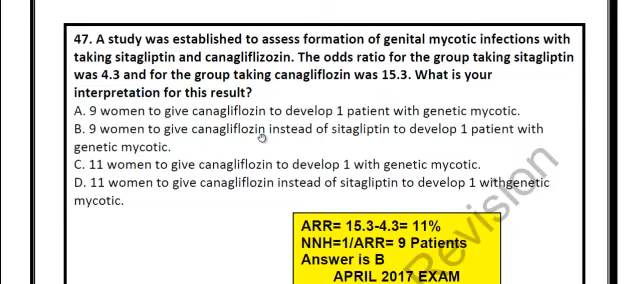 47. A study was established to assess formation of genital mycotic infections with
taking sitagliptin and canagliflizozin. The odds ratio for the group taking sitagliptin
was 4.3 and for the group taking canagliflozin was 15.3. What is your
interpretation for this result?
A. 9 women to give canagliflozin to develop 1 patient with genetic mycotic.
B. 9 women to give canagliflozin instead of sitagliptin to develop 1 patient with
genetic mycotic.
C. 11 women to give canagliflozin to develop 1 with genetic mycotic.
D. 11 women to give canagliflozin instead of sitagliptin to develop 1 withgenetic
mycotic.
ARR= 15.3-4.3= 11%
NNH=1/ARR= 9 Patients
Answer is B
APRIL 2017 EXAM
Revision